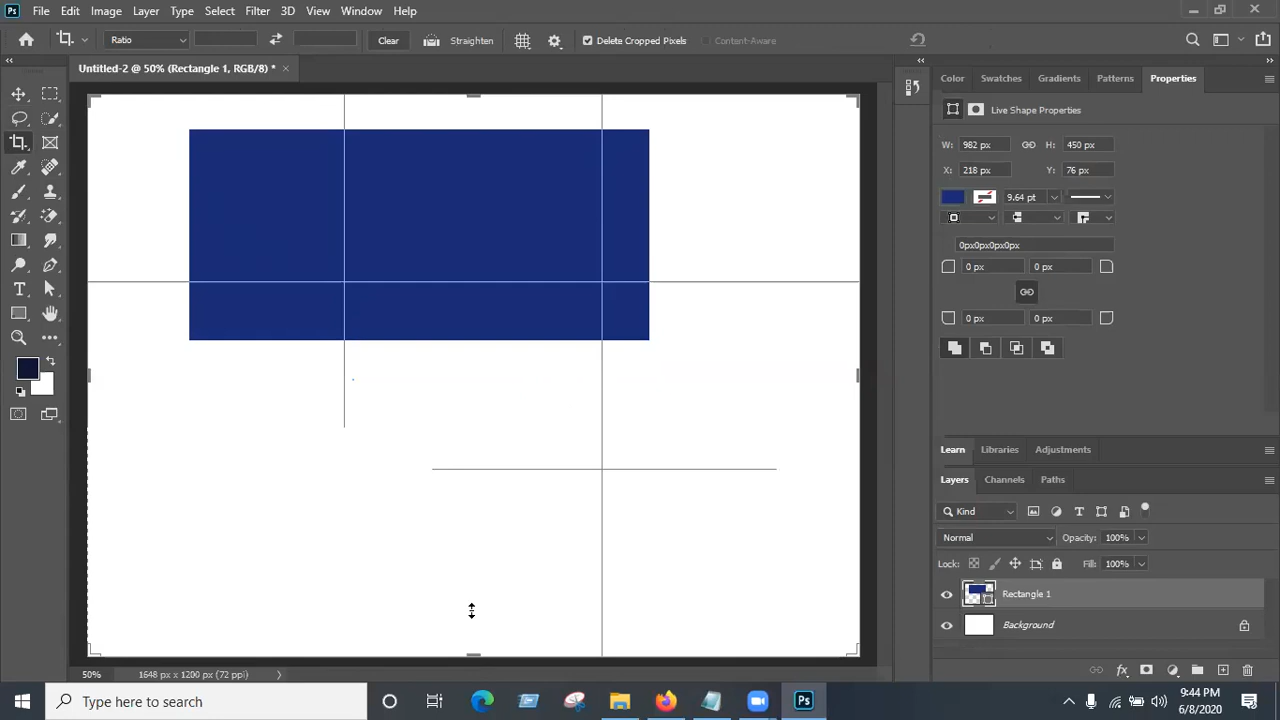 Ps File Edit Image Layer Type Select Filter 3D View Window Help
Ratio Clear Straighten Delete Cropped Pixels Content-Aware
Untitled-2 @ 50% (Rectangle 1, RGB/8) *
Color Swatches Gradients Patterns Properties
Live Shape Properties
W: 982 px H: 450 px
X: 218 px Y: 76 px
9.64 pt
0px0px0px0px
0 px 0 px
0 px 0 px
Learn Libraries Adjustments
Layers Channels Paths
Kind
Normal Opacity: 100%
Lock: Fill: 100%
Rectangle 1
Background
50% 1648 px x 1200 px (72 ppi)
Type here to search
Ps
9:44 PM
6/8/2020